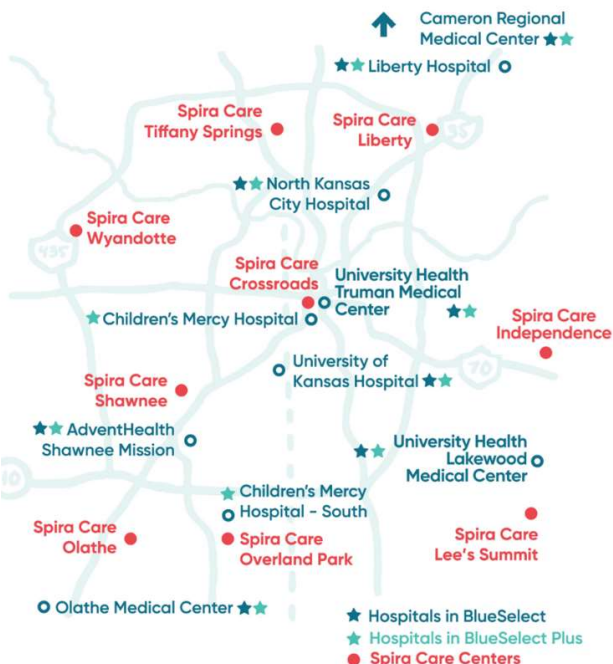 Cameron Regional
Medical Center
Liberty Hospital
Spira Care
Tiffany Springs
Spira Care
Liberty
35
North Kansas
City Hospital
Spira Care
Wyandotte
435
Spira Care
Crossroads
University Health
Truman Medical
Center
Children's Mercy Hospital
Spira Care
Independence
University of
Kansas Hospital
70
Spira Care
Shawnee
AdventHealth
Shawnee Mission
University Health
Lakewood
Medical Center
10
Children's Mercy
Hospital - South
Spira Care
Olathe
Spira Care
Overland Park
Spira Care
Lee's Summit
Olathe Medical Center
Hospitals in BlueSelect
Hospitals in BlueSelect Plus
Spira Care Centers